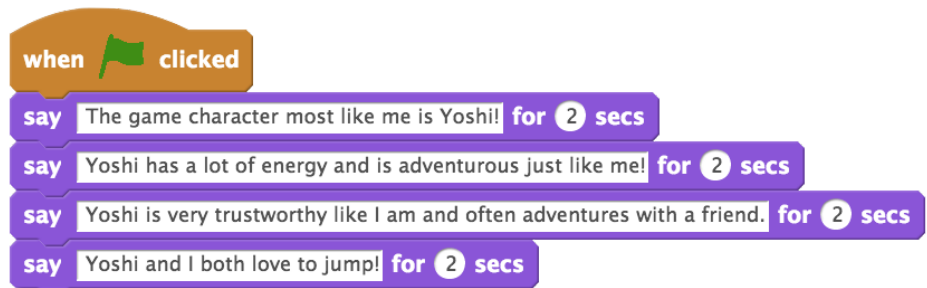 when clicked
say The game character most like me is Yoshi! for 2 secs
say Yoshi has a lot of energy and is adventurous just like me! for 2 secs
say Yoshi is very trustworthy like I am and often adventures with a friend. for 2 secs
say Yoshi and I both love to jump! for 2 secs